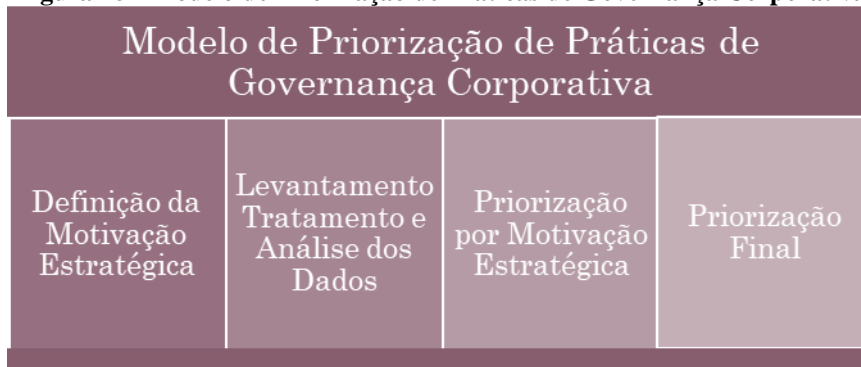 Modelo de Priorização de Práticas de
Governança Corporativa
Definição da
Motivação
Estratégica
Levantamento
Tratamento e
Análise dos
Dados
Priorização
por Motivação
Estratégica
Priorização
Final